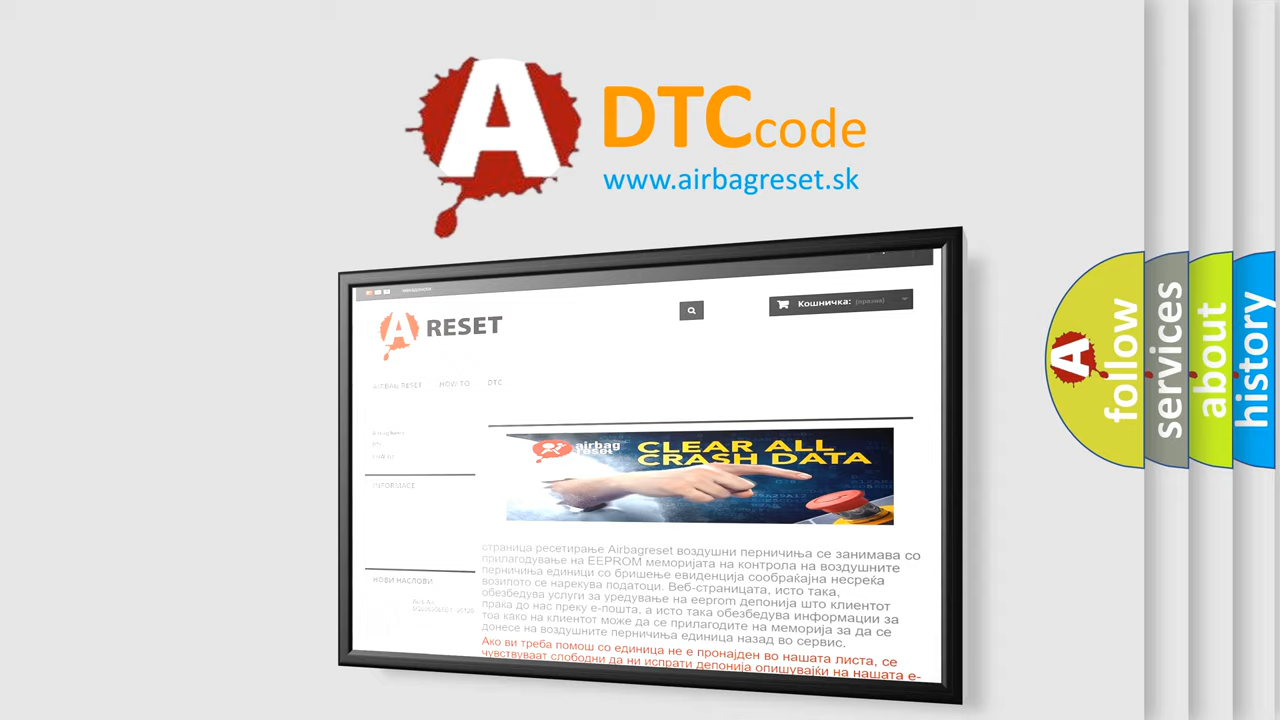 A
DTCcode
www.airbagreset.sk
A RESET
Кошничка: (празна)
AIRBAG RESET HOW TO DTC
airbag
reset
CLEAR ALL
CRASH DATA
INFORMACE
НОВИ НАСЛОВИ
страница ресетирање Airbagreset воздушни перничиња се занимава со
прилагодување на EEPROM меморијата на контрола на воздушните
перничиња единици со бришење евиденција сообраќајна несреќа
возилото се нарекува податоци. Веб-страницата, исто така,
обезбедува услуги за уредување на eeprom депонија што клиентот
праќа до нас преку е-пошта, а исто така обезбедува информации за
тоа како на клиентот може да се прилагодите на меморија за да се
донесе на воздушните перничиња единица назад во сервис.
Ако ви треба помош со единица не е пронајден во нашата листа, се
чувствуваат слободни да ни испрати депонија опишувајќи на нашата е-
A
follow
services
about
history